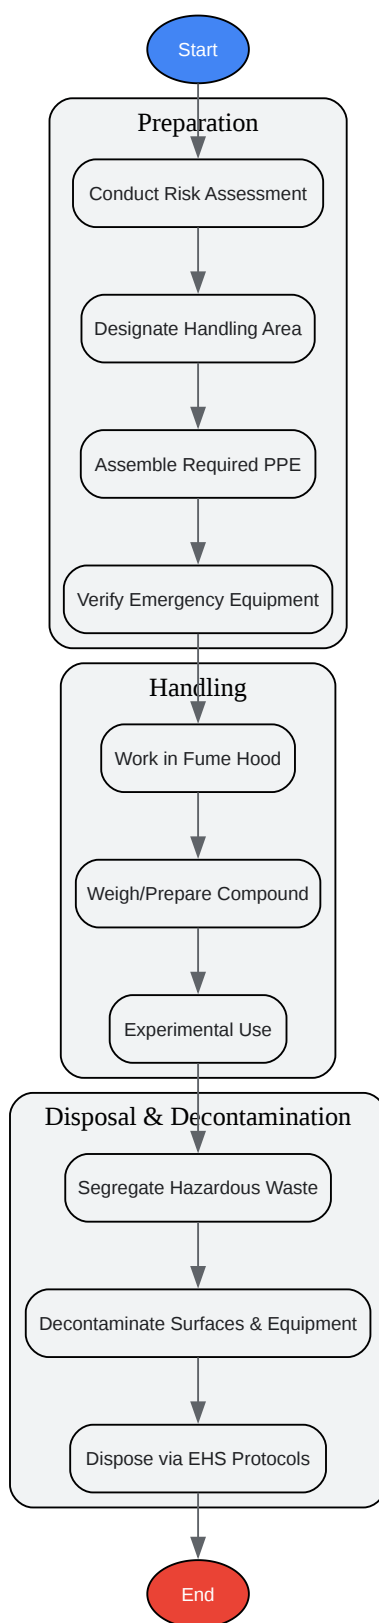 Start
Preparation
Conduct Risk Assessment
Designate Handling Area
Assemble Required PPE
Verify Emergency Equipment
Handling
Work in Fume Hood
Weigh/Prepare Compound
Experimental Use
Disposal & Decontamination
Segregate Hazardous Waste
Decontaminate Surfaces & Equipment
Dispose via EHS Protocols
End